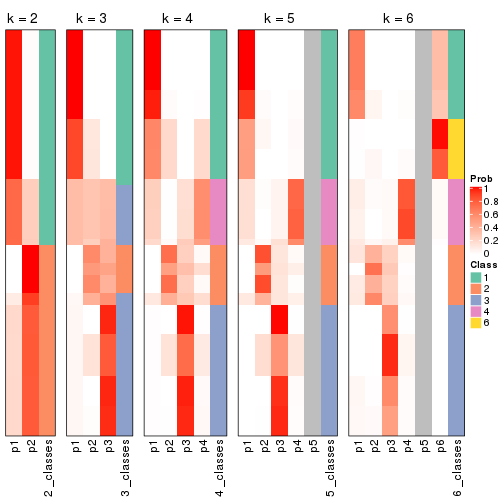 k = 2
k = 3
k = 4
k = 5
k = 6
Prob
1
0.8
0.6
0.4
0.2
0
Class
1
2
3
4
6
p1
p2
2_classes
p1
p2
p3
3_classes
p1
p2
p3
p4
4_classes
p1
p2
p3
p4
p5
5_classes
p1
p2
p3
p4
p5
p6
6_classes